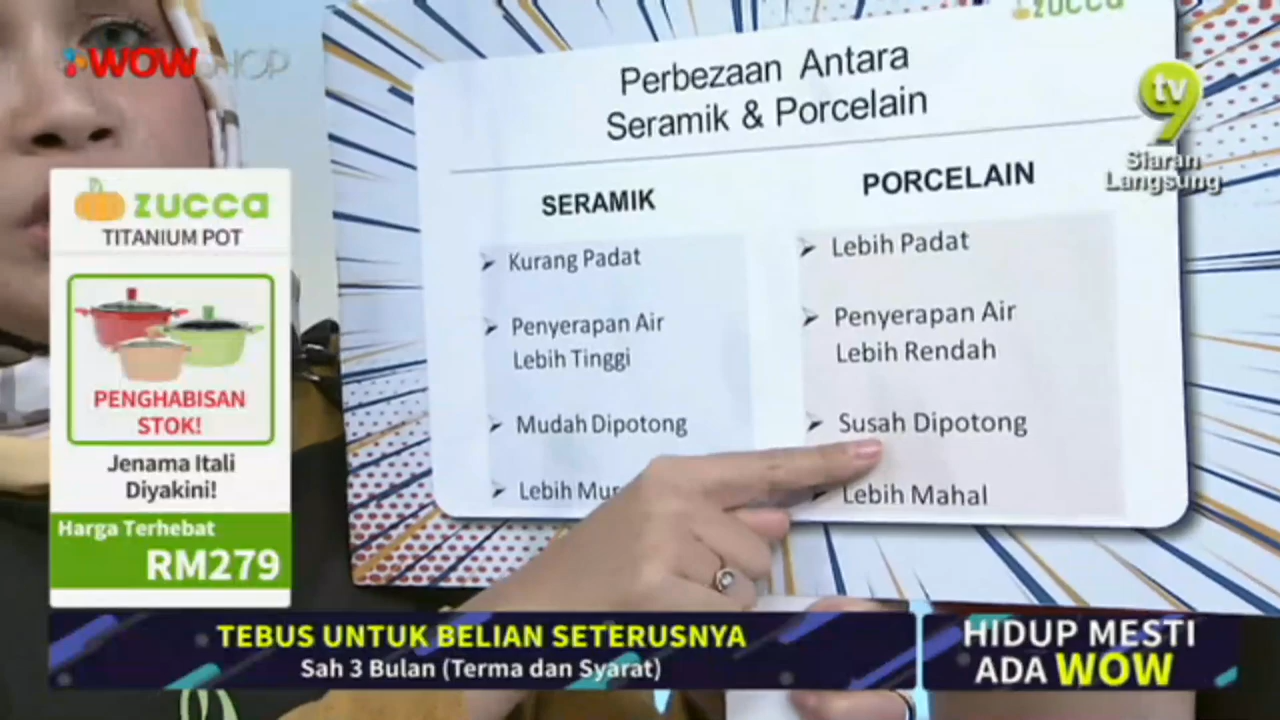 WOWSHOP
zucca
TITANIUM POT
PENGHABISAN
STOK!
Jenama Itali
Diyakini!
Harga Terhebat
RM279
zucca
Perbezaan Antara
Seramik & Porcelain
SERAMIK
Kurang Padat
Penyerapan Air
Lebih Tinggi
Mudah Dipotong
Lebih
PORCELAIN
Lebih Padat
Penyerapan Air
Lebih Rendah
Susah Dipotong
Lebih Mahal
tv9
Siaran
Langsung
TEBUS UNTUK BELIAN SETERUSNYA
Sah 3 Bulan (Terma dan Syarat)
HIDUP MESTI
ADA WOW